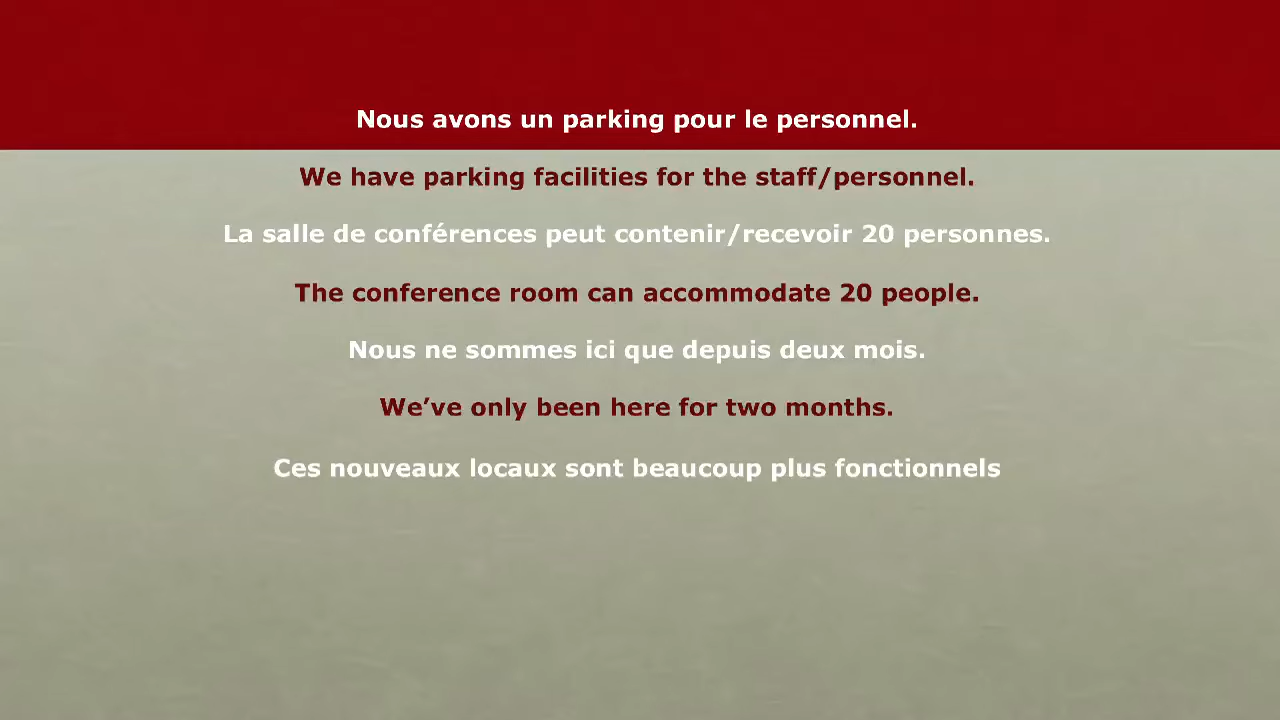 Nous avons un parking pour le personnel.
We have parking facilities for the staff/personnel.
La salle de conférences peut contenir/recevoir 20 personnes.
The conference room can accommodate 20 people.
Nous ne sommes ici que depuis deux mois.
We’ve only been here for two months.
Ces nouveaux locaux sont beaucoup plus fonctionnels